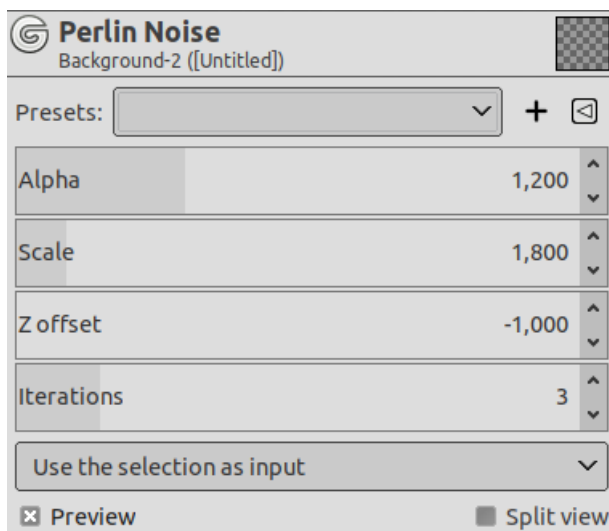 Perlin Noise
Background-2 ([Untitled])
Presets:
Alpha 1,200
Scale 1,800
Z offset -1,000
Iterations 3
Use the selection as input
Preview Split view